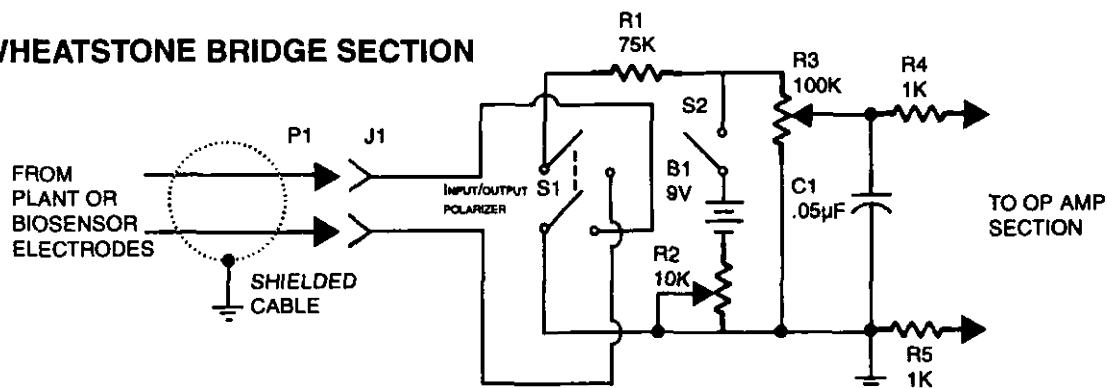 WHEATSTONE BRIDGE SECTION
R1
75K
R3
100K
R4
1K
S2
P1
J1
FROM
PLANT OR
BIOSENSOR
ELECTRODES
S1
INPUT/OUTPUT
POLARIZER
B1
9V
C1
.05µF
TO OP AMP
SECTION
R2
10K
SHIELDED
CABLE
R5
1K